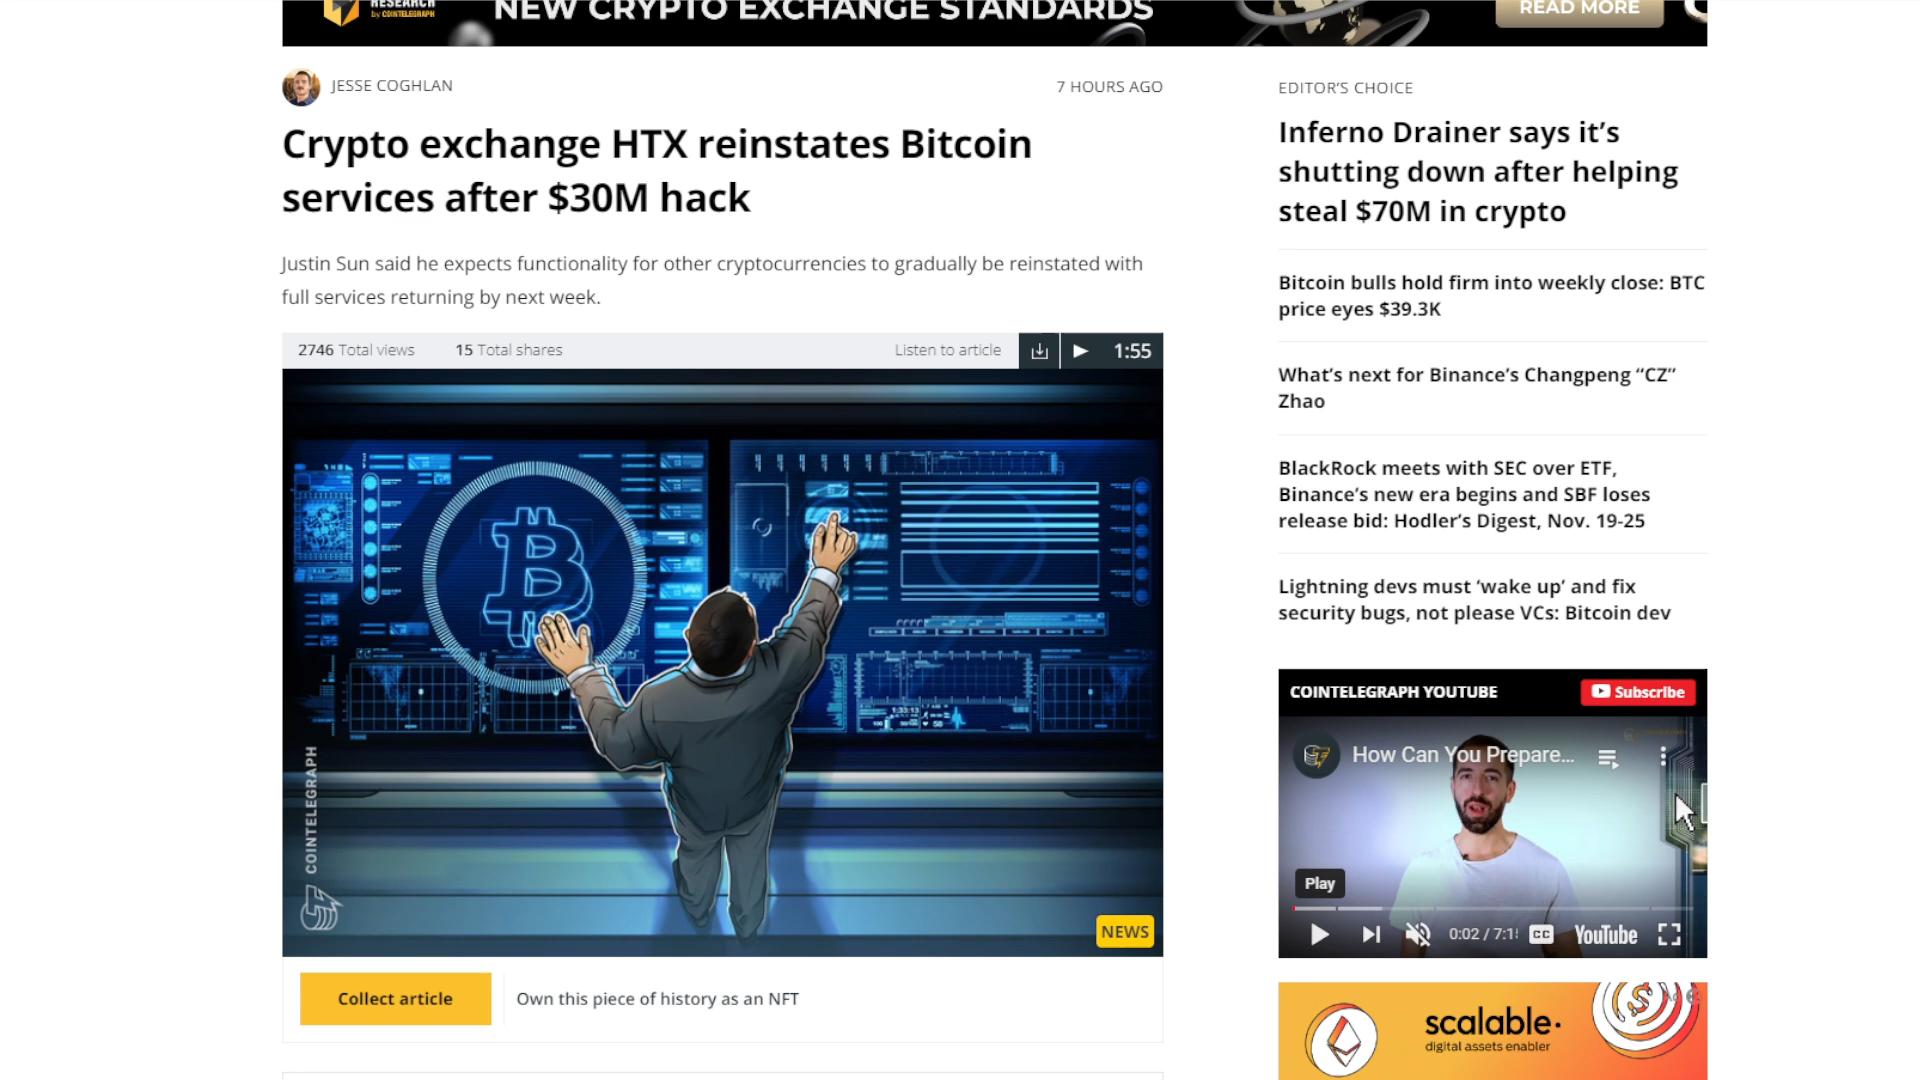 RESEARCH
by COINTELEGRAPH
NEW CRYPTO EXCHANGE STANDARDS
READ MORE
JESSE COGHLAN
7 HOURS AGO
Crypto exchange HTX reinstates Bitcoin
services after $30M hack
Justin Sun said he expects functionality for other cryptocurrencies to gradually be reinstated with
full services returning by next week.
2746 Total views
15 Total shares
Listen to article
1:55
COINTELEGRAPH
NEWS
Collect article
Own this piece of history as an NFT
EDITOR'S CHOICE
Inferno Drainer says it’s
shutting down after helping
steal $70M in crypto
Bitcoin bulls hold firm into weekly close: BTC
price eyes $39.3K
What’s next for Binance’s Changpeng “CZ”
Zhao
BlackRock meets with SEC over ETF,
Binance’s new era begins and SBF loses
release bid: Hodler’s Digest, Nov. 19-25
Lightning devs must ‘wake up’ and fix
security bugs, not please VCs: Bitcoin dev
COINTELEGRAPH YOUTUBE
Subscribe
How Can You Prepare...
Play
0:02 / 7:1
CC
YouTube
scalable.
digital assets enabler